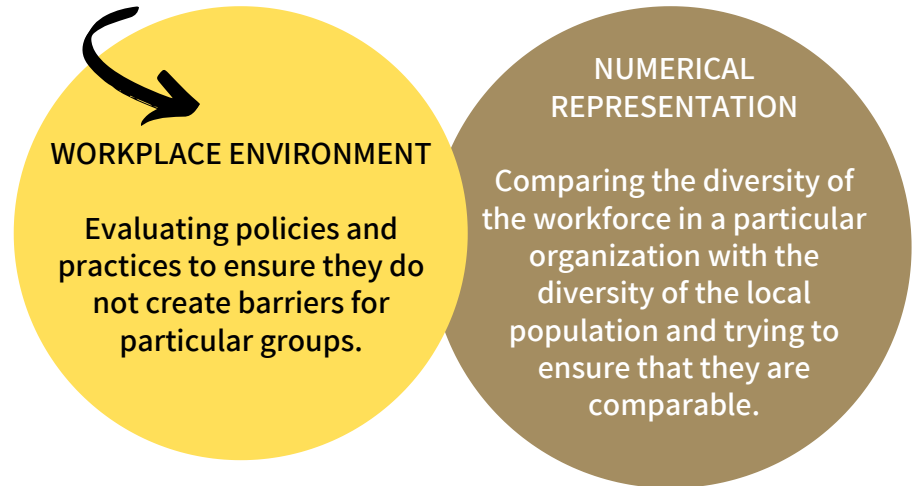 WORKPLACE ENVIRONMENT
Evaluating policies and
practices to ensure they do
not create barriers for
particular groups.
NUMERICAL
REPRESENTATION
Comparing the diversity of
the workforce in a particular
organization with the
diversity of the local
population and trying to
ensure that they are
comparable.